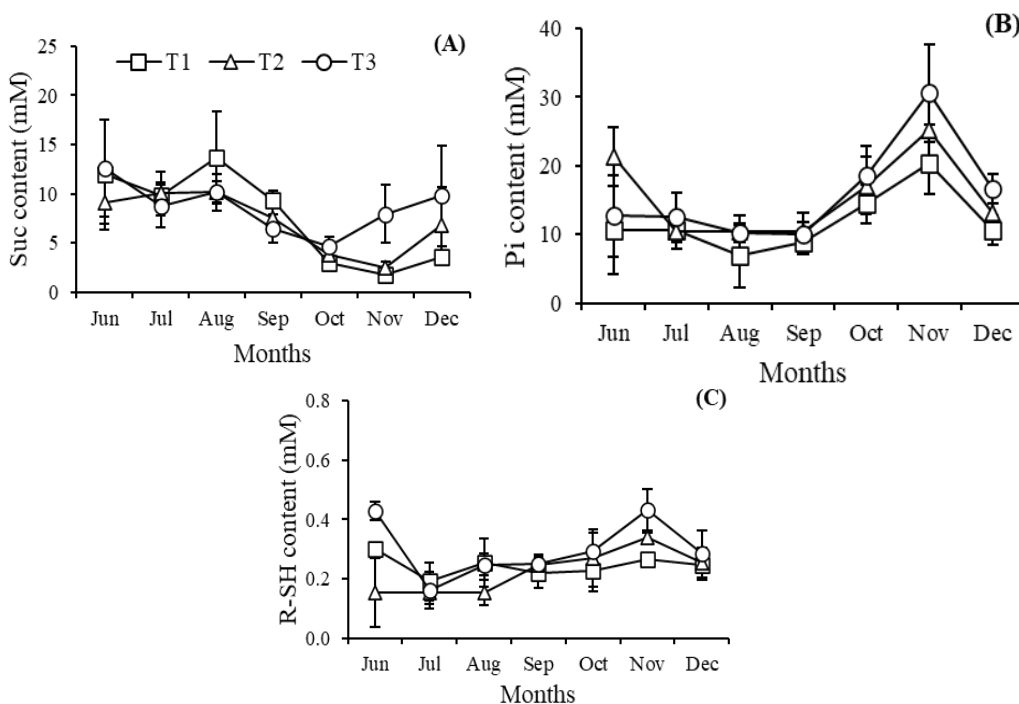 (A)
25
20
15
10
5
0
T1 T2 T3
Suc content (mM)
Jun Jul Aug Sep Oct Nov Dec
Months
(B)
40
30
20
10
0
Pi content (mM)
Jun Jul Aug Sep Oct Nov Dec
Months
(C)
0.8
0.6
0.4
0.2
0.0
R-SH content (mM)
Jun Jul Aug Sep Oct Nov Dec
Months